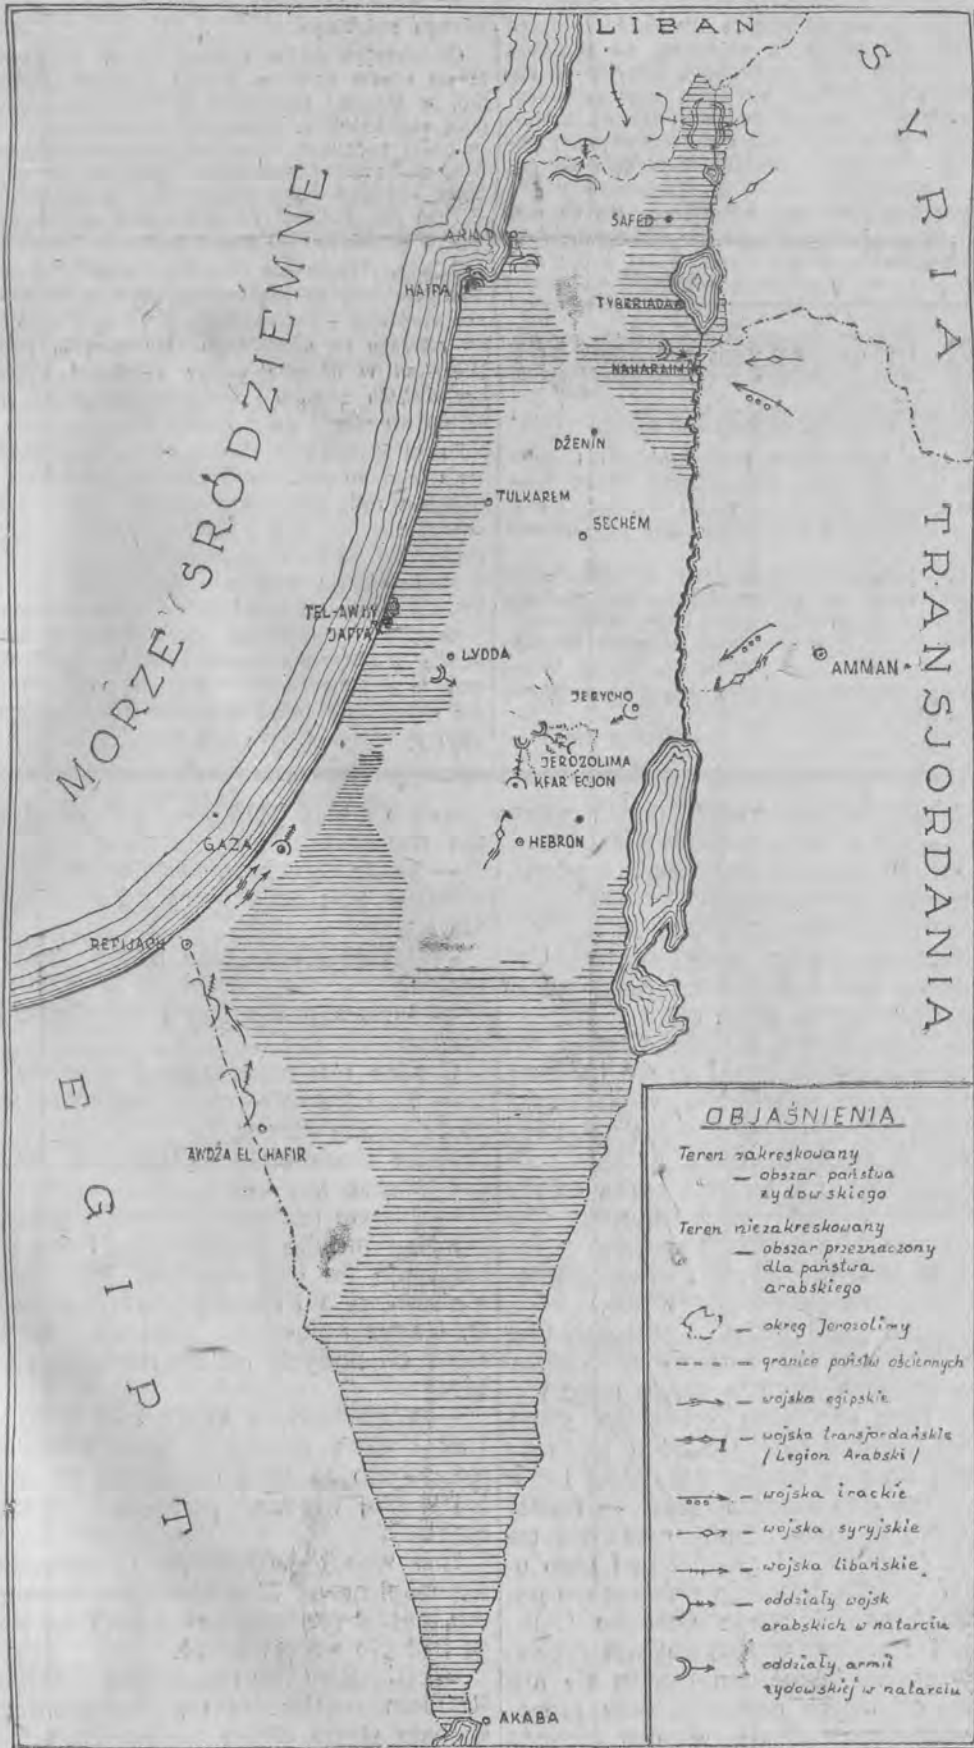 LIBAN
SYRIA
MORZE ŚRÓDZIEMNE
SAFED
HAIFA
TYBERIADA
NAHARAIM
DŻENIN
TULKAREM
SECHEM
TRANSJORDANIA
TEL-AWIW
JAFFA
LYDDA
AMMAN
JERYCHO
JEROZOLIMA
KFAR ECJON
GAZA
HEBRON
REFIJACH
EGIPT
AWDŻA EL CHAFIR
AKABA
OBJAŚNIENIA
Teren zakreskowany
— obszar państwa
żydowskiego
Teren niezakreskowany
— obszar przeznaczony
dla państwa
arabskiego
— okręg Jerozolimy
— granice państw ościennych
— wojska egipskie
— wojska transjordańskie
/Legion Arabski/
— wojska irackie
— wojska syryjskie
— wojska libańskie
— oddziały wojsk
arabskich w natarciu
oddziały armii
żydowskiej w natarciu